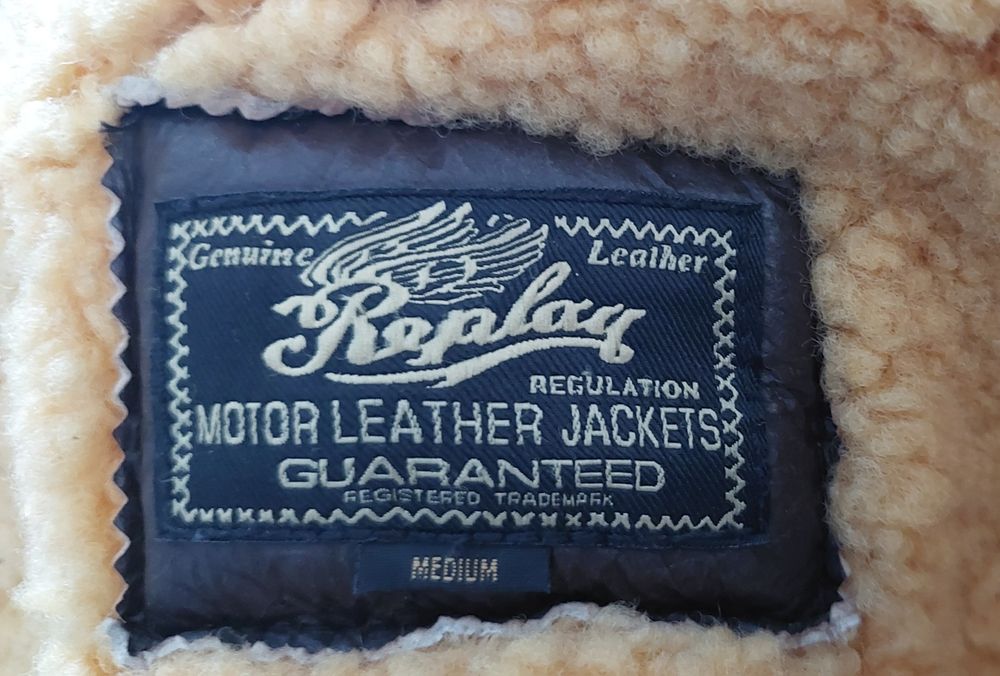 Genuine Leather
Replay
REGULATION
MOTOR LEATHER JACKETS
GUARANTEED
REGISTERED TRADEMARK
MEDIUM